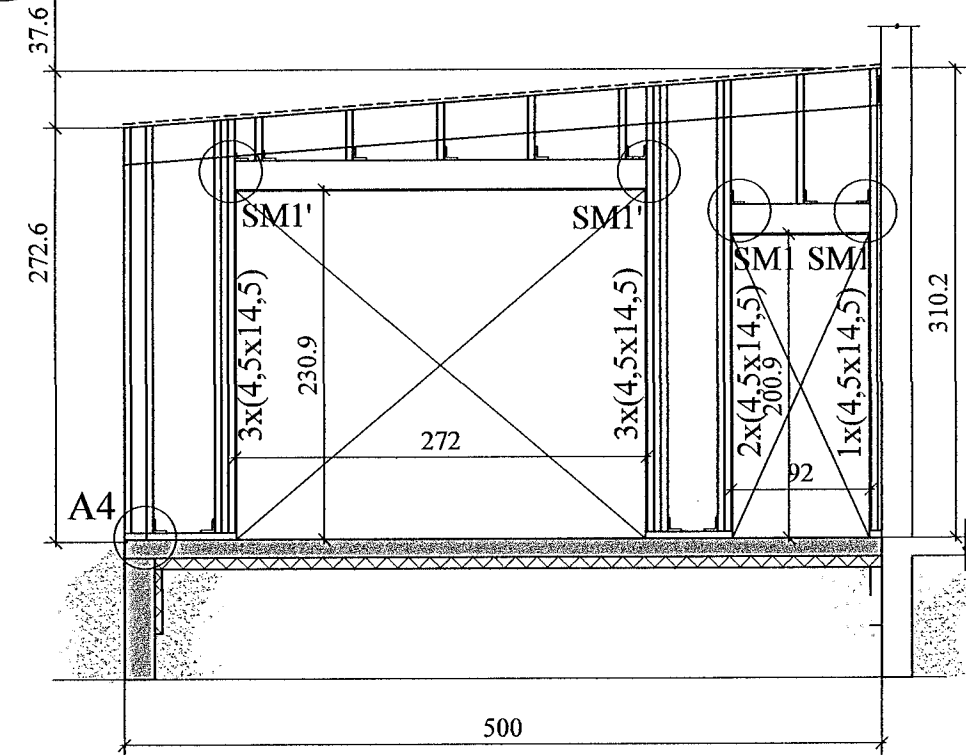 37.6
272.6
SM1'
SM1'
SM1
SM1
3x(4,5x14,5)
230.9
3x(4,5x14,5)
2x(4,5x14,5)
200.9
1x(4,5x14,5)
310.2
272
92
A4
500